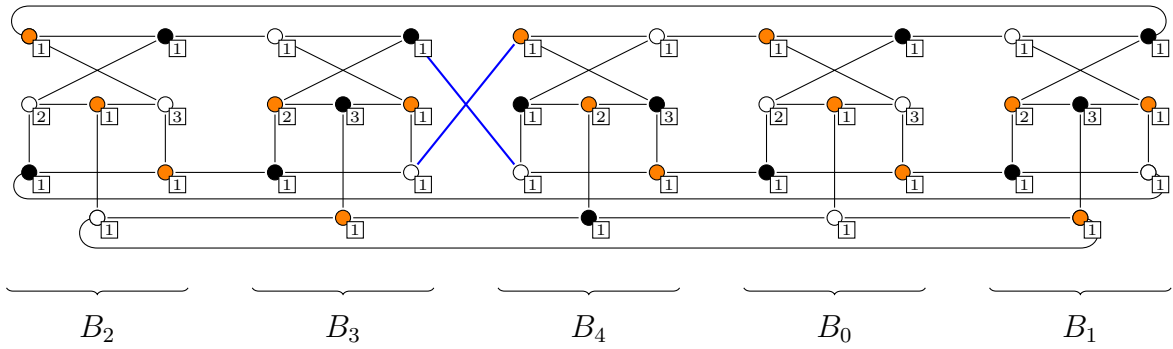 1 1 1 1 1 1 1 1 1 1
2 1 3 2 3 1 1 2 3 2 1 3 2 3 1
1 1 1 1 1 1 1 1 1 1
1 1 1 1 1
B2 B3 B4 B0 B1